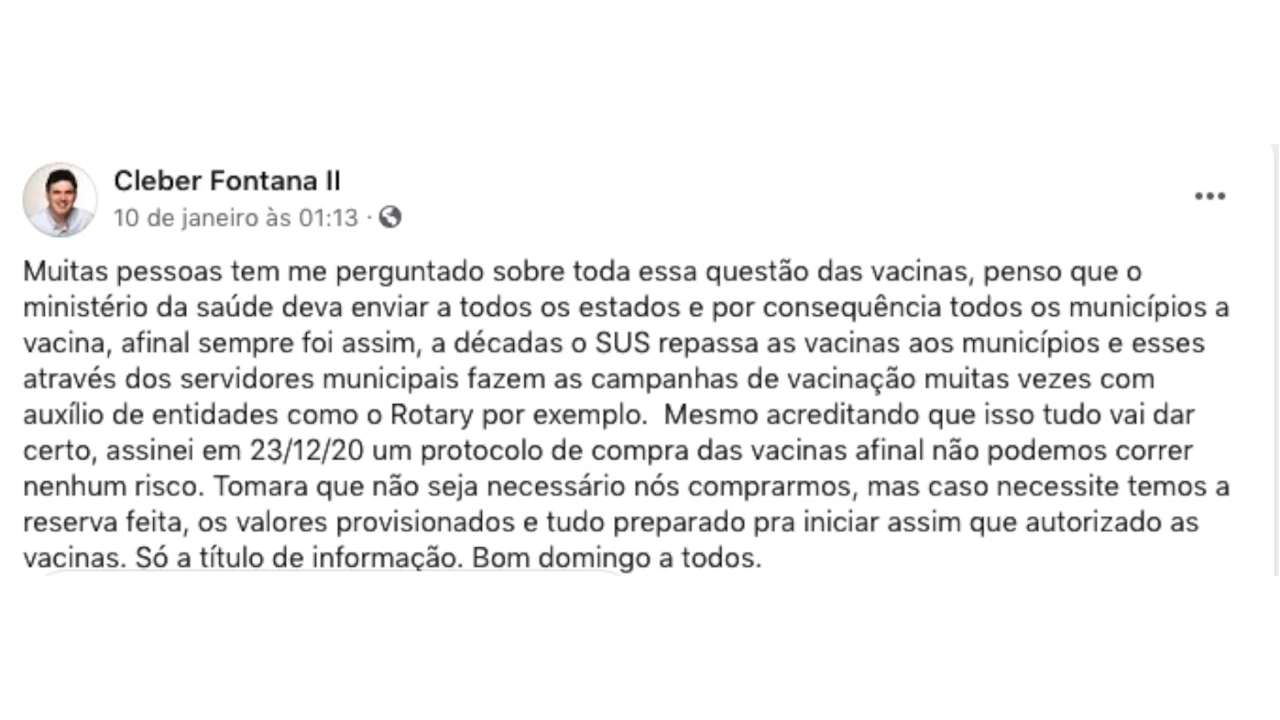 Cleber Fontana II
10 de janeiro às 01:13 ·
Muitas pessoas tem me perguntado sobre toda essa questão das vacinas, penso que o
ministério da saúde deva enviar a todos os estados e por consequência todos os municípios a
vacina, afinal sempre foi assim, a décadas o SUS repassa as vacinas aos municípios e esses
através dos servidores municipais fazem as campanhas de vacinação muitas vezes com
auxílio de entidades como o Rotary por exemplo.  Mesmo acreditando que isso tudo vai dar
certo, assinei em 23/12/20 um protocolo de compra das vacinas afinal não podemos correr
nenhum risco. Tomara que não seja necessário nós comprarmos, mas caso necessite temos a
reserva feita, os valores provisionados e tudo preparado pra iniciar assim que autorizado as
vacinas. Só a título de informação. Bom domingo a todos.